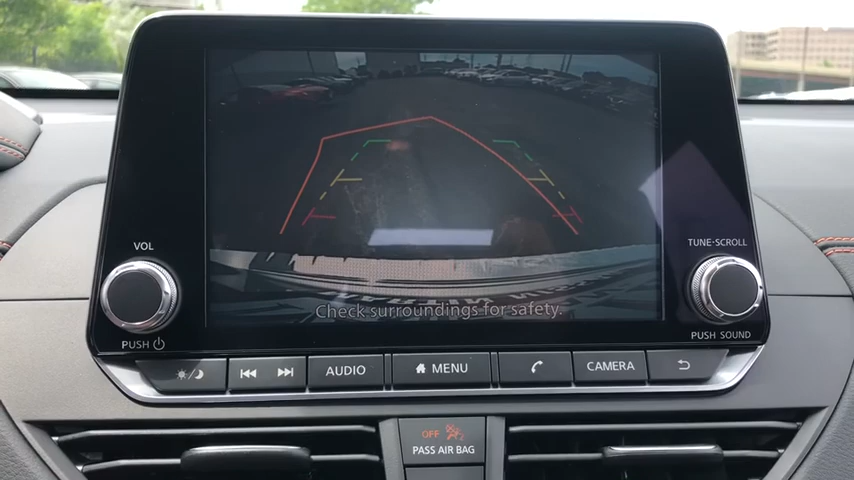 VOL
TUNE·SCROLL
Check surroundings for safety.
PUSH
PUSH SOUND
AUDIO
MENU
CAMERA
OFF
PASS AIR BAG